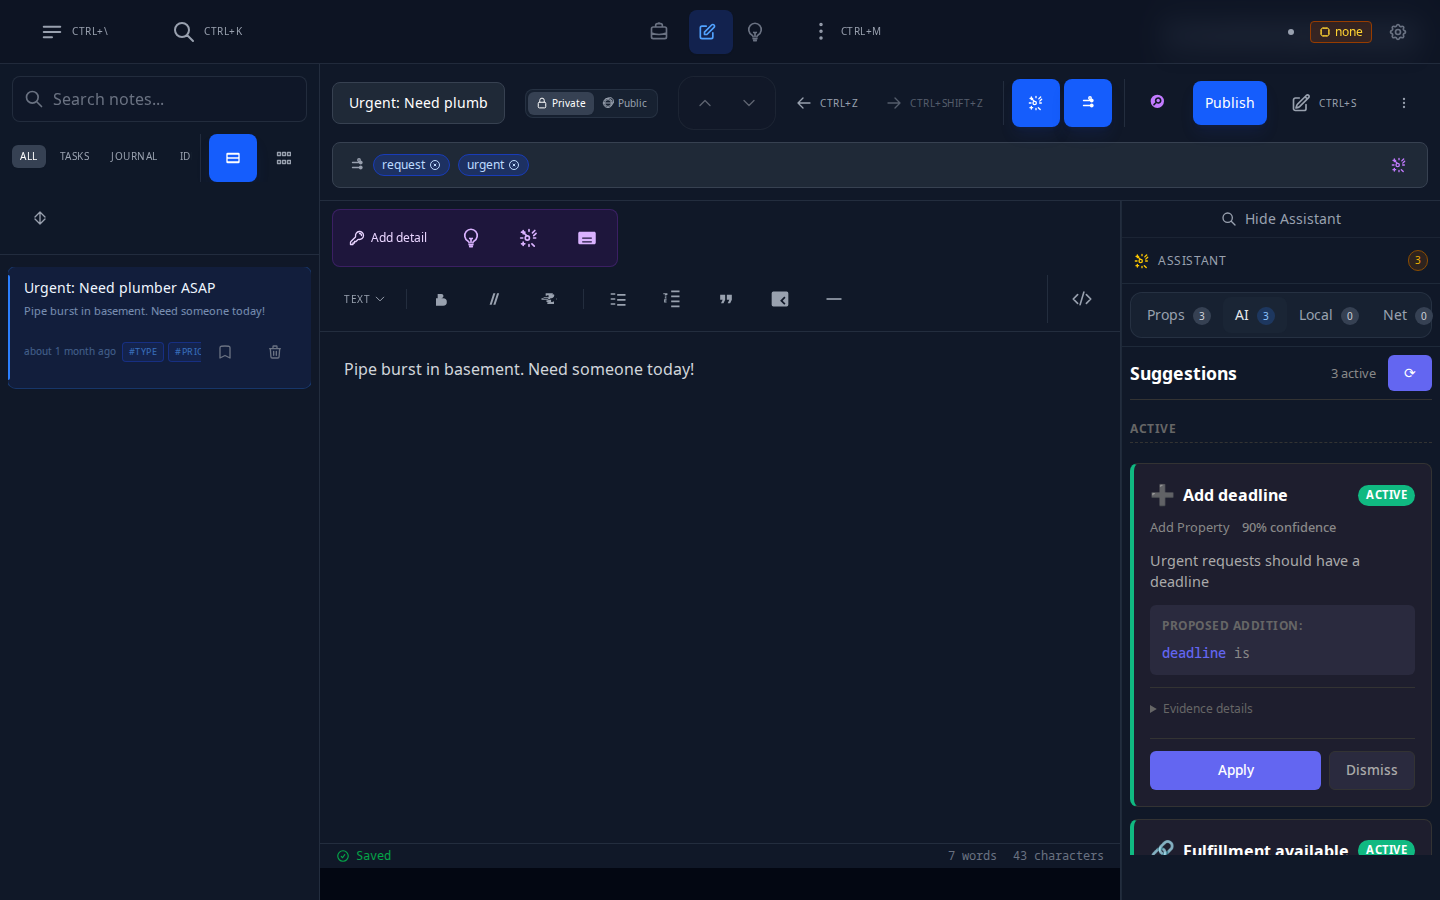 CTRL+\
CTRL+K
CTRL+M
none
Search notes...
ALL
TASKS
JOURNAL
ID
Urgent: Need plumber ASAP
Pipe burst in basement. Need someone today!
about 1 month ago
#TYPE
#PRIC
Urgent: Need plumb
Private
Public
CTRL+Z
CTRL+SHIFT+Z
Publish
CTRL+S
request
urgent
Add detail
TEXT
Pipe burst in basement. Need someone today!
Saved
7 words
43 characters
Hide Assistant
ASSISTANT
3
Props 3
AI 3
Local 0
Net 0
Suggestions
3 active
ACTIVE
Add deadline
ACTIVE
Add Property
90% confidence
Urgent requests should have a
deadline
PROPOSED ADDITION:
deadline is
Evidence details
Apply
Dismiss
Fulfillment available
ACTIVE